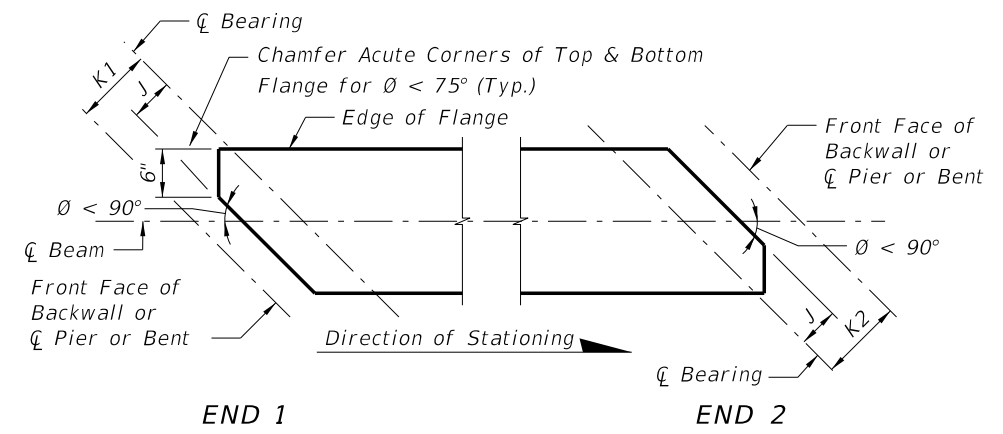 ℄ Bearing
Chamfer Acute Corners of Top & Bottom
Flange for Ø < 75° (Typ.)
Edge of Flange
K1
J
6"
Ø < 90°
℄ Beam
Front Face of
Backwall or
℄ Pier or Bent
Direction of Stationing
Front Face of
Backwall or
℄ Pier or Bent
Ø < 90°
J
K2
℄ Bearing
END 1
END 2